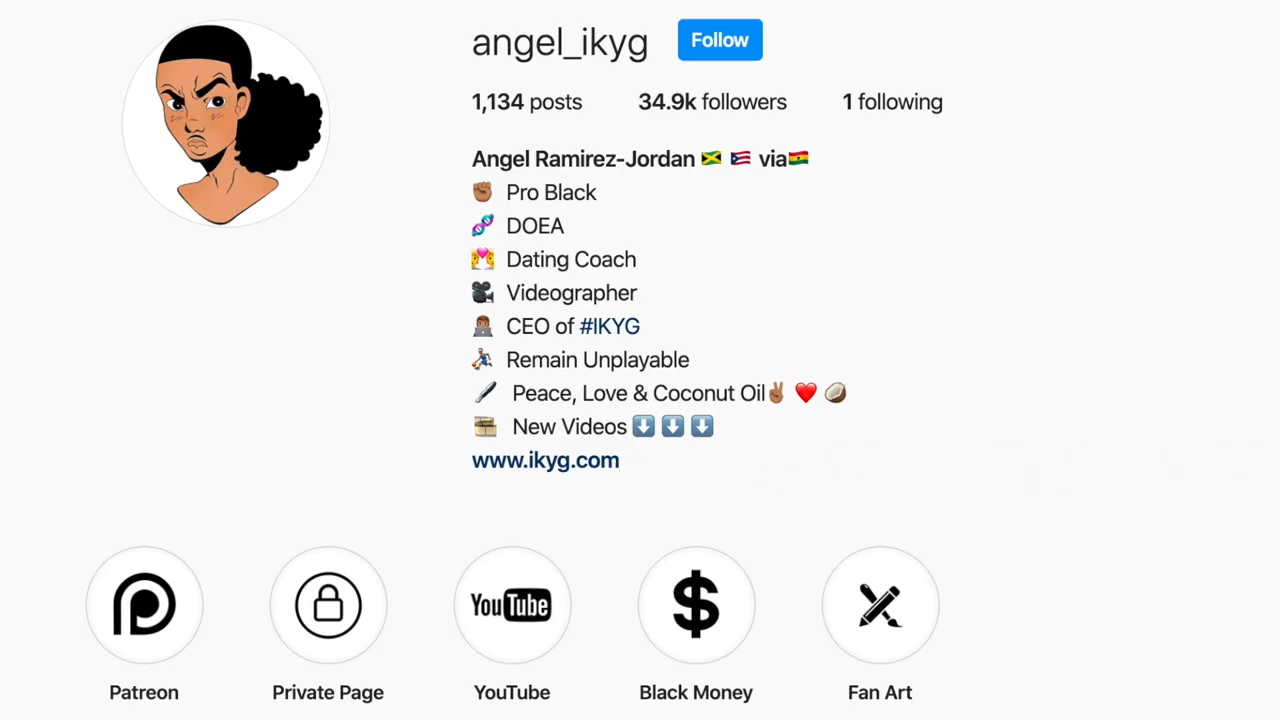 angel_ikyg Follow
1,134 posts 34.9k followers 1 following
Angel Ramirez-Jordan 🇯🇲 🇵🇷 via🇬🇭
✊🏽 Pro Black
🧬 DOEA
💏 Dating Coach
🎥 Videographer
👨🏽‍💻 CEO of #IKYG
⛹🏽 Remain Unplayable
🖋 Peace, Love & Coconut Oil✌🏽 ❤️ 🥥
New Videos⬇️ ⬇️ ⬇️
www.ikyg.com
YouTube
$
Patreon Private Page YouTube Black Money Fan Art